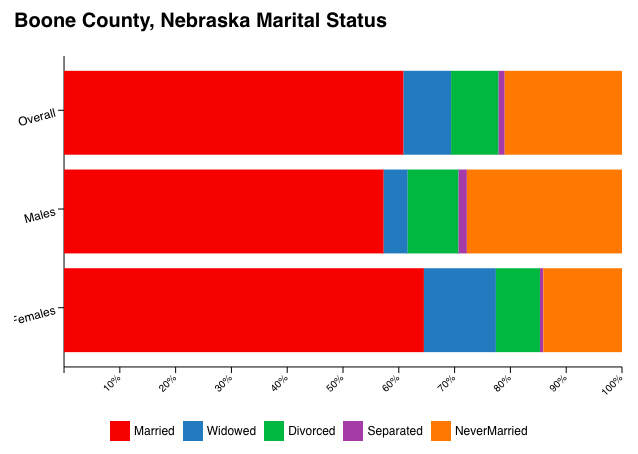 Boone County, Nebraska Marital Status
Overall
Males
Females
10% 20% 30% 40% 50% 60% 70% 80% 90% 100%
Married Widowed Divorced Separated NeverMarried